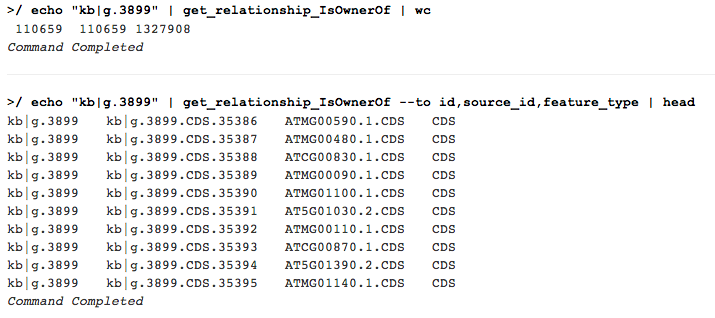 >/ echo "kb|g.3899" | get_relationship_IsOwnerOf | wc
110659 110659 1327908
Command Completed
>/ echo "kb|g.3899" | get_relationship_IsOwnerOf --to id,source_id,feature_type | head
kb|g.3899 kb|g.3899.CDS.35386 ATMG00590.1.CDS CDS
kb|g.3899 kb|g.3899.CDS.35387 ATMG00480.1.CDS CDS
kb|g.3899 kb|g.3899.CDS.35388 ATCG00830.1.CDS CDS
kb|g.3899 kb|g.3899.CDS.35389 ATMG00090.1.CDS CDS
kb|g.3899 kb|g.3899.CDS.35390 ATMG01100.1.CDS CDS
kb|g.3899 kb|g.3899.CDS.35391 AT5G01030.2.CDS CDS
kb|g.3899 kb|g.3899.CDS.35392 ATMG00110.1.CDS CDS
kb|g.3899 kb|g.3899.CDS.35393 ATCG00870.1.CDS CDS
kb|g.3899 kb|g.3899.CDS.35394 AT5G01390.2.CDS CDS
kb|g.3899 kb|g.3899.CDS.35395 ATMG01140.1.CDS CDS
Command Completed